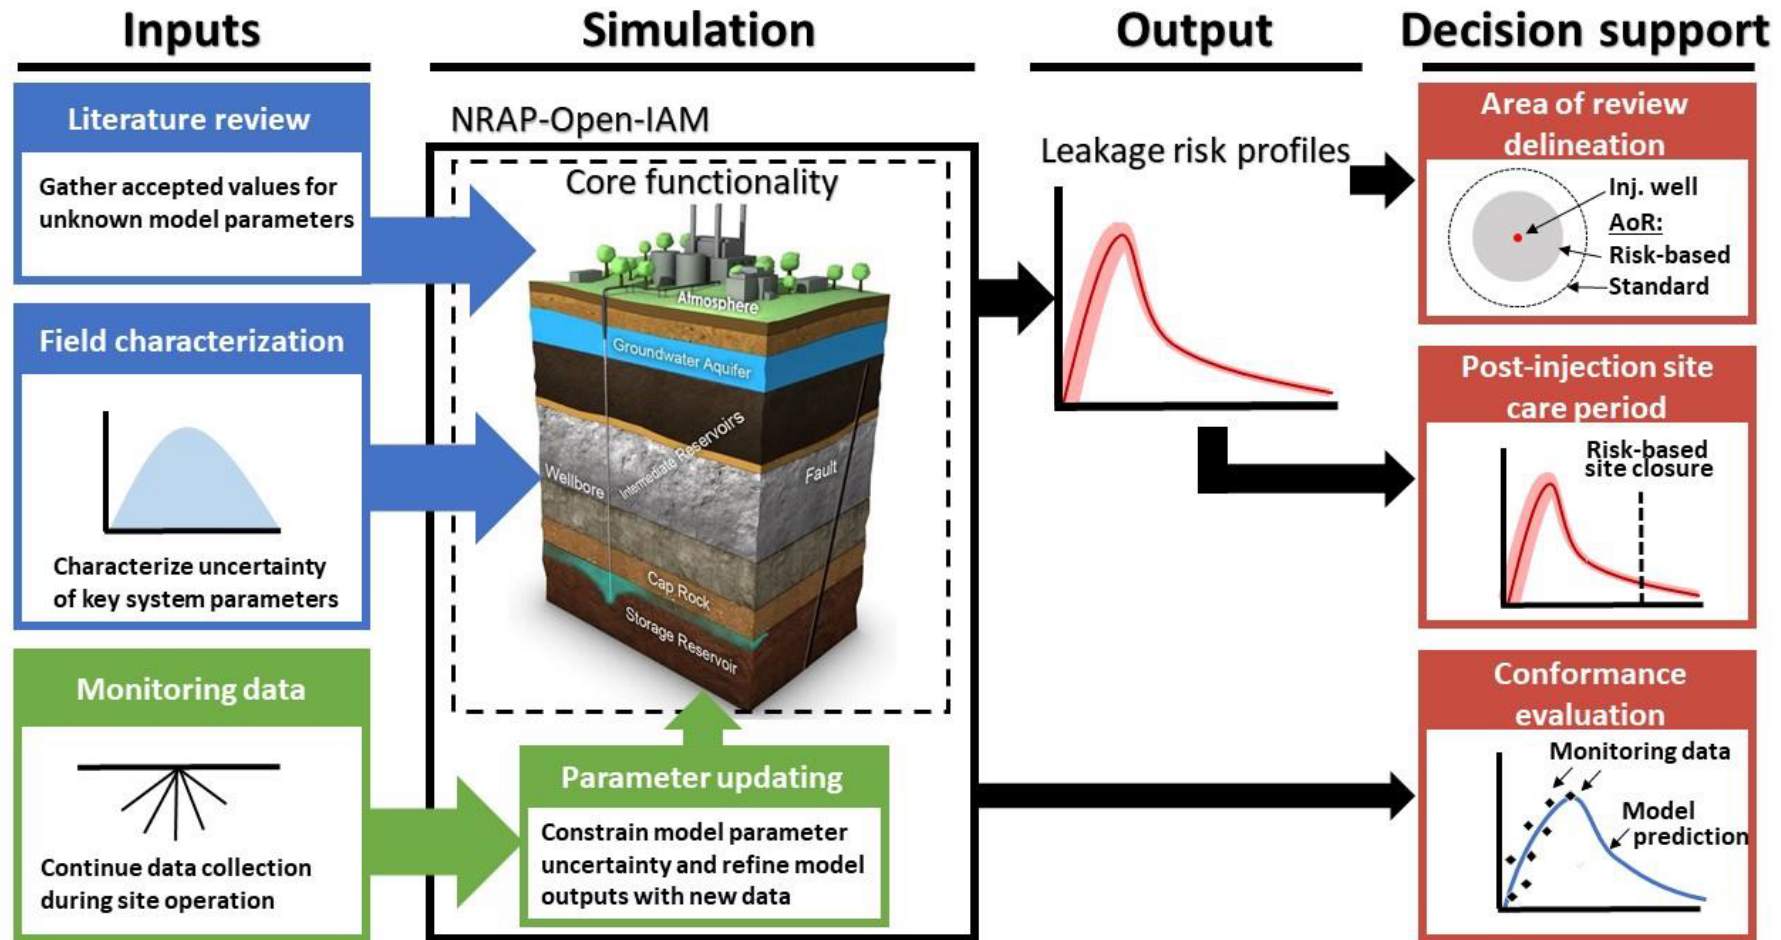 Inputs
Simulation
Output
Decision support
Literature review
Gather accepted values for
unknown model parameters
Field characterization
Characterize uncertainty
of key system parameters
Monitoring data
Continue data collection
during site operation
NRAP-Open-IAM
Core functionality
Atmosphere
Groundwater Aquifer
Intermediate Reservoirs
Wellbore
Fault
Cap Rock
Storage Reservoir
Parameter updating
Constrain model parameter
uncertainty and refine model
outputs with new data
Leakage risk profiles
Area of review
delineation
Inj. well
AoR:
Risk-based
Standard
Post-injection site
care period
Risk-based
site closure
Conformance
evaluation
Monitoring data
Model
prediction